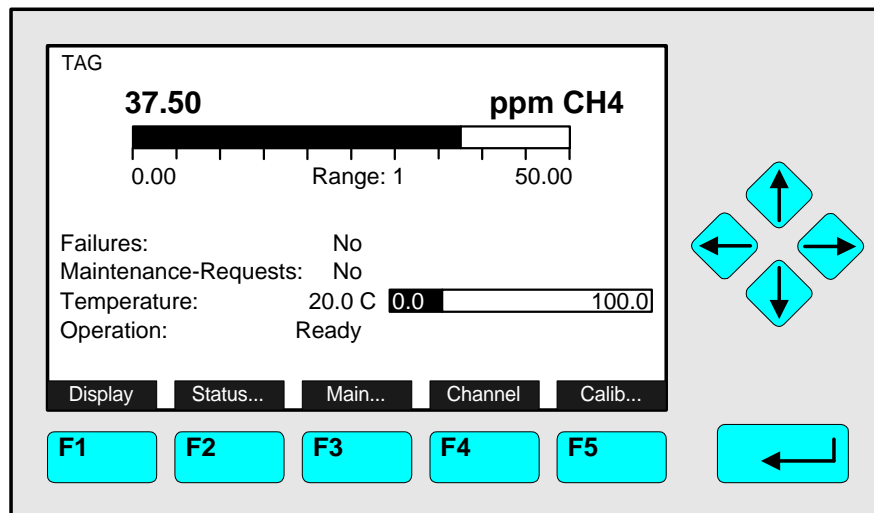 TAG
37.50 ppm CH4
0.00 Range: 1 50.00
Failures: No
Maintenance-Requests: No
Temperature: 20.0 C 0.0 100.0
Operation: Ready
Display Status... Main... Channel Calib...
F1 F2 F3 F4 F5